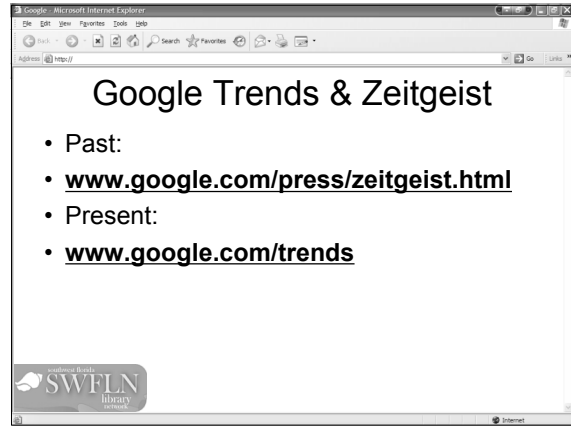 Google - Microsoft Internet Explorer
File Edit View Favorites Tools Help
Back Search Favorites
Address http:// Go Links »
Google Trends & Zeitgeist
• Past:
• www.google.com/press/zeitgeist.html
• Present:
• www.google.com/trends
southwest florida
SWFLN
library
network
Internet